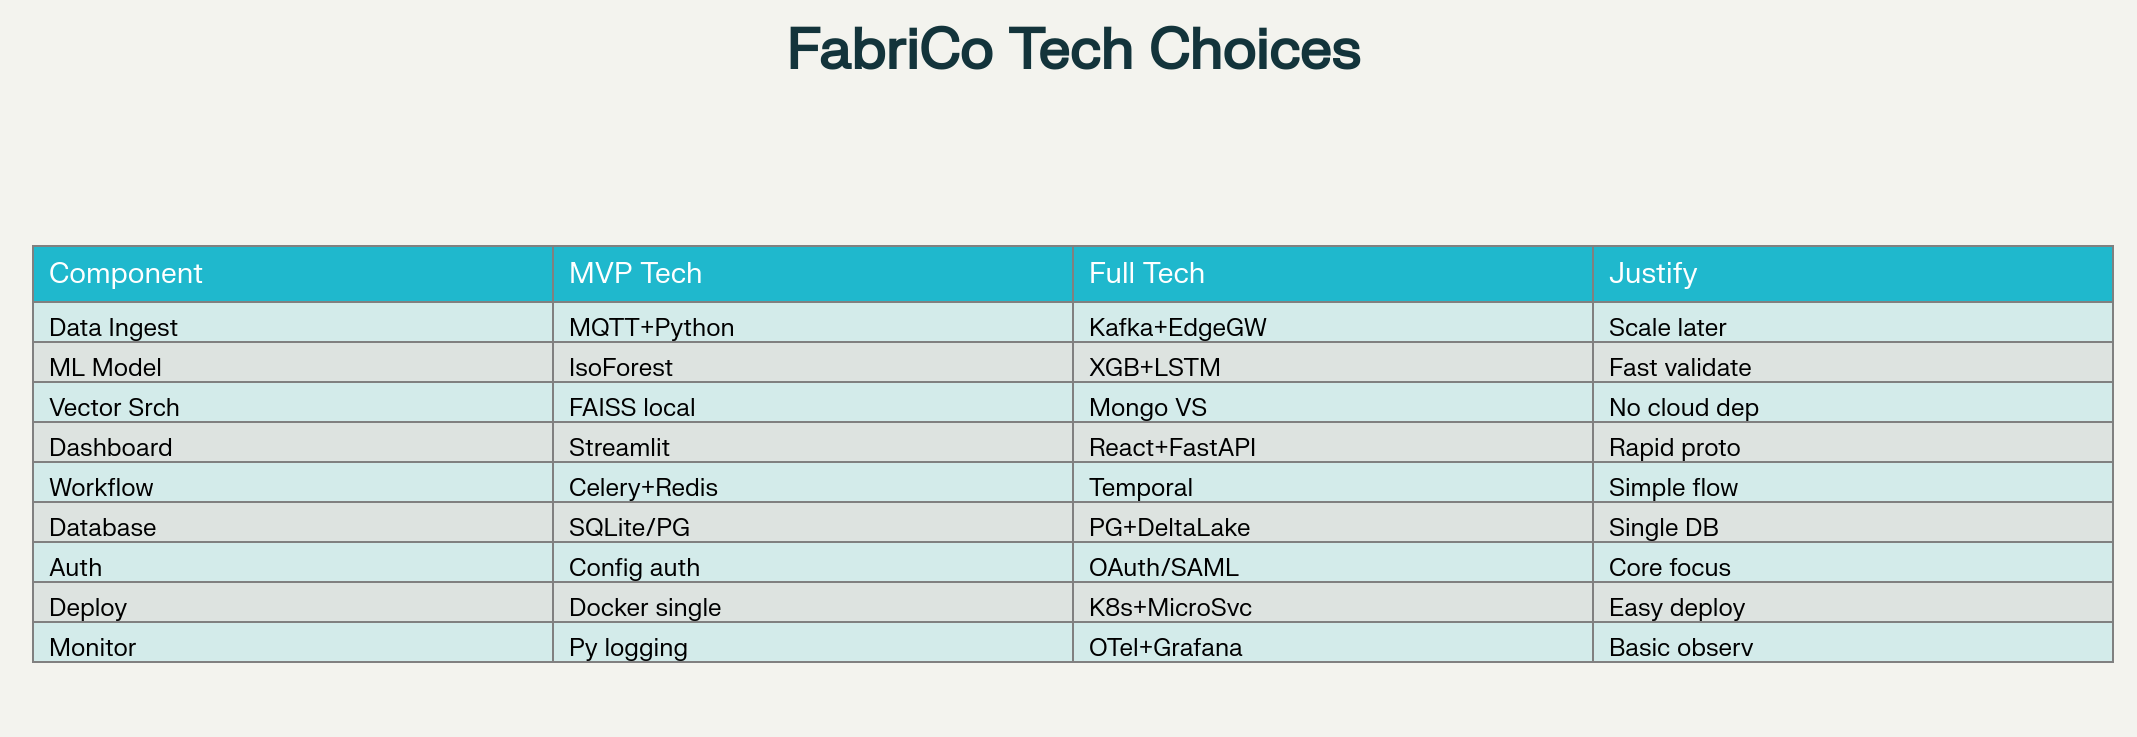 FabriCo Tech Choices
Component MVP Tech Full Tech Justify
Data Ingest MQTT+Python Kafka+EdgeGW Scale later
ML Model IsoForest XGB+LSTM Fast validate
Vector Srch FAISS local Mongo VS No cloud dep
Dashboard Streamlit React+FastAPI Rapid proto
Workflow Celery+Redis Temporal Simple flow
Database SQLite/PG PG+DeltaLake Single DB
Auth Config auth OAuth/SAML Core focus
Deploy Docker single K8s+MicroSvc Easy deploy
Monitor Py logging OTel+Grafana Basic observ